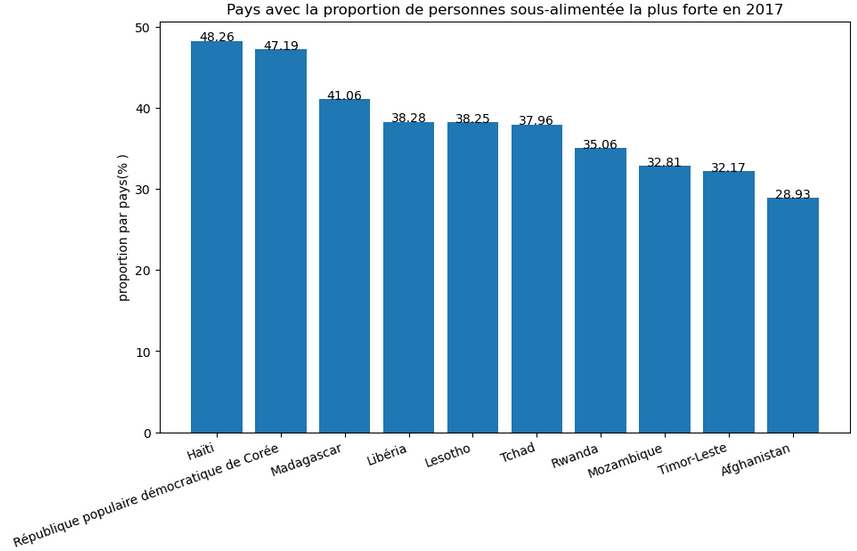 Pays avec la proportion de personnes sous-alimentée la plus forte en 2017
proportion par pays(% )
50
40
30
20
10
0
48.26
47.19
41.06
38.28
38.25
37.96
35.06
32.81
32.17
28.93
Haïti
République populaire démocratique de Corée
Madagascar
Libéria
Lesotho
Tchad
Rwanda
Mozambique
Timor-Leste
Afghanistan